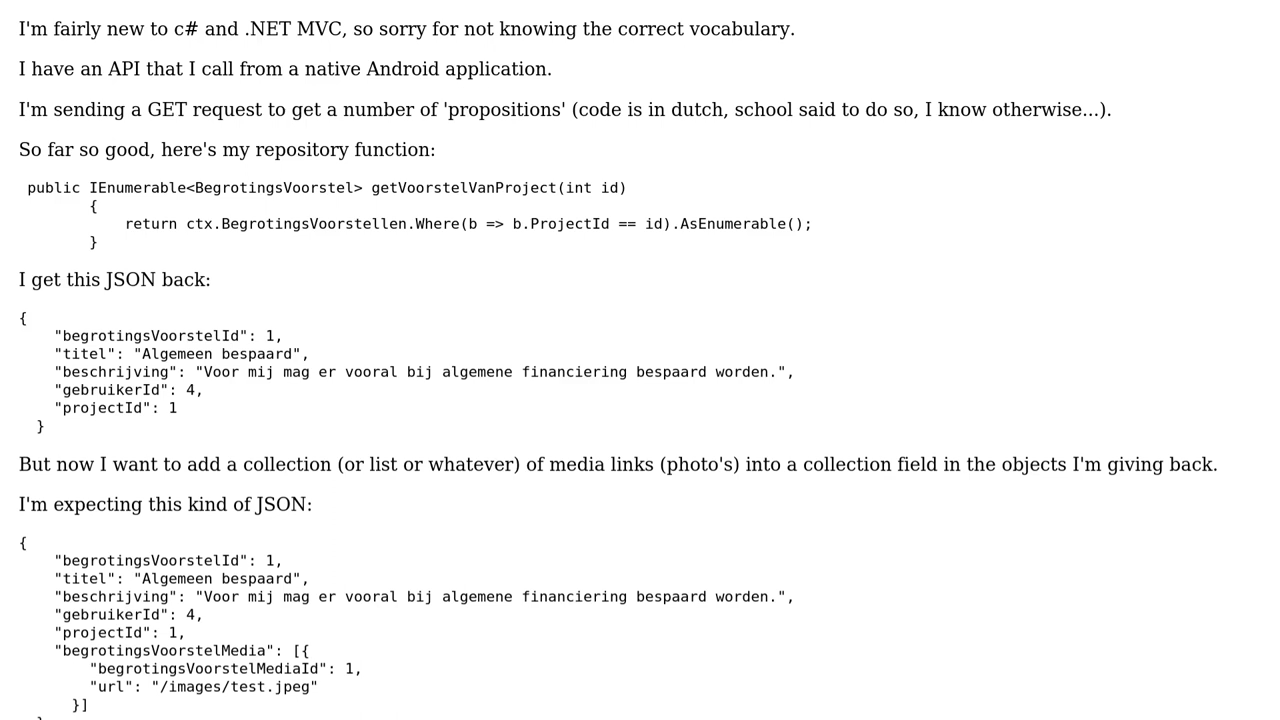 I'm fairly new to c# and .NET MVC, so sorry for not knowing the correct vocabulary.
I have an API that I call from a native Android application.
I'm sending a GET request to get a number of 'propositions' (code is in dutch, school said to do so, I know otherwise...).
So far so good, here's my repository function:
public IEnumerable<BegrotingsVoorstel> getVoorstelVanProject(int id)
{
return ctx.BegrotingsVoorstellen.Where(b => b.ProjectId == id).AsEnumerable();
}
I get this JSON back:
{
"begrotingsVoorstelId": 1,
"titel": "Algemeen bespaard",
"beschrijving": "Voor mij mag er vooral bij algemene financiering bespaard worden.",
"gebruikerId": 4,
"projectId": 1
}
But now I want to add a collection (or list or whatever) of media links (photo's) into a collection field in the objects I'm giving back.
I'm expecting this kind of JSON:
{
"begrotingsVoorstelId": 1,
"titel": "Algemeen bespaard",
"beschrijving": "Voor mij mag er vooral bij algemene financiering bespaard worden.",
"gebruikerId": 4,
"projectId": 1,
"begrotingsVoorstelMedia": [{
"begrotingsVoorstelMediaId": 1,
"url": "/images/test.jpeg"
}]